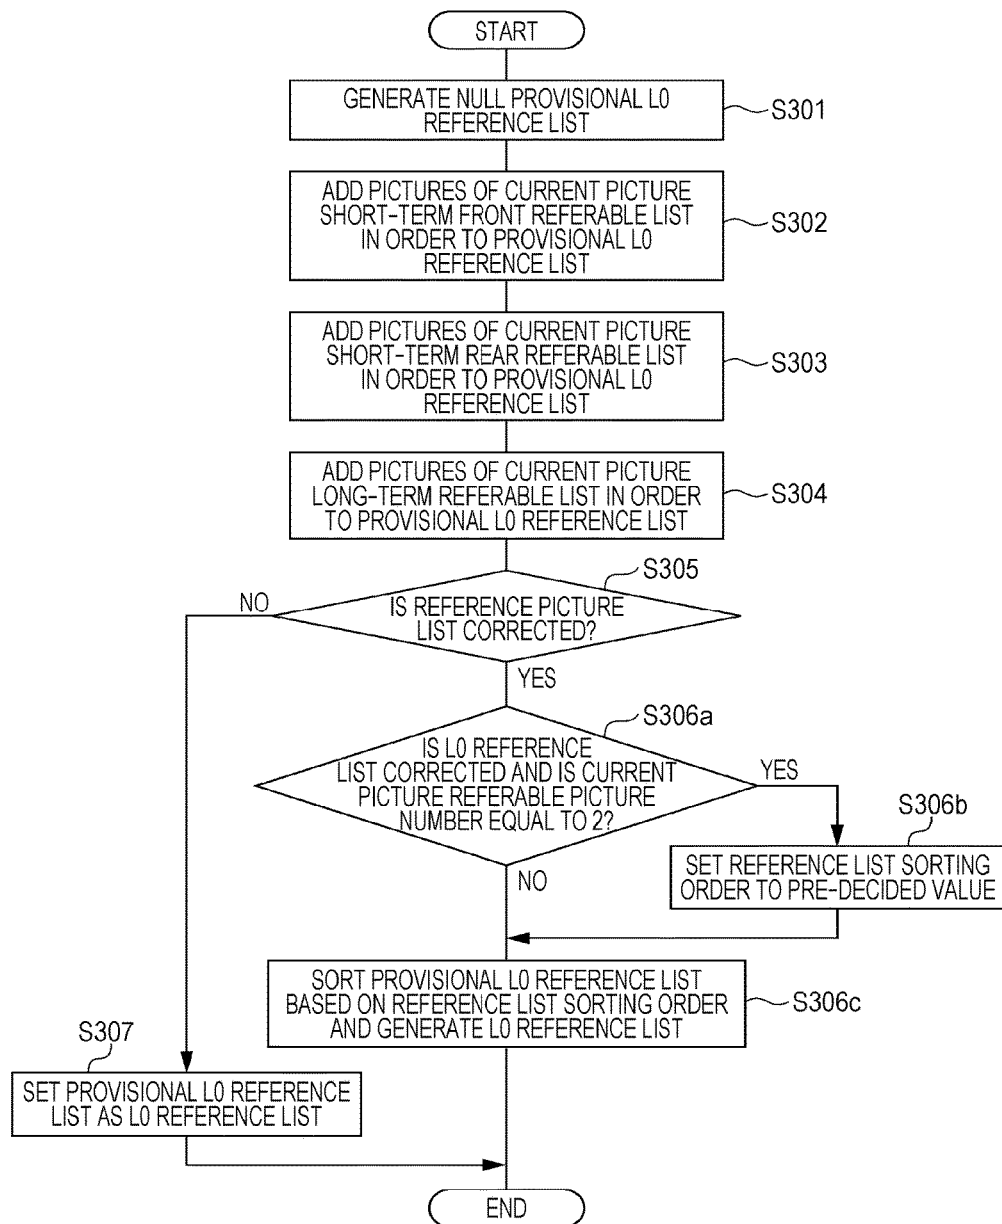 START
GENERATE NULL PROVISIONAL L0
REFERENCE LIST
S301
ADD PICTURES OF CURRENT PICTURE
SHORT-TERM FRONT REFERABLE LIST
IN ORDER TO PROVISIONAL L0
REFERENCE LIST
S302
ADD PICTURES OF CURRENT PICTURE
SHORT-TERM REAR REFERABLE LIST
IN ORDER TO PROVISIONAL L0
REFERENCE LIST
S303
ADD PICTURES OF CURRENT PICTURE
LONG-TERM REFERABLE LIST IN ORDER
TO PROVISIONAL L0 REFERENCE LIST
S304
S305
NO
IS REFERENCE PICTURE
LIST CORRECTED?
YES
S306a
IS L0 REFERENCE
LIST CORRECTED AND IS CURRENT
PICTURE REFERABLE PICTURE
NUMBER EQUAL TO 2?
YES
S306b
SET REFERENCE LIST SORTING
ORDER TO PRE-DECIDED VALUE
NO
SORT PROVISIONAL L0 REFERENCE LIST
BASED ON REFERENCE LIST SORTING ORDER
AND GENERATE L0 REFERENCE LIST
S306c
S307
SET PROVISIONAL L0 REFERENCE
LIST AS L0 REFERENCE LIST
END